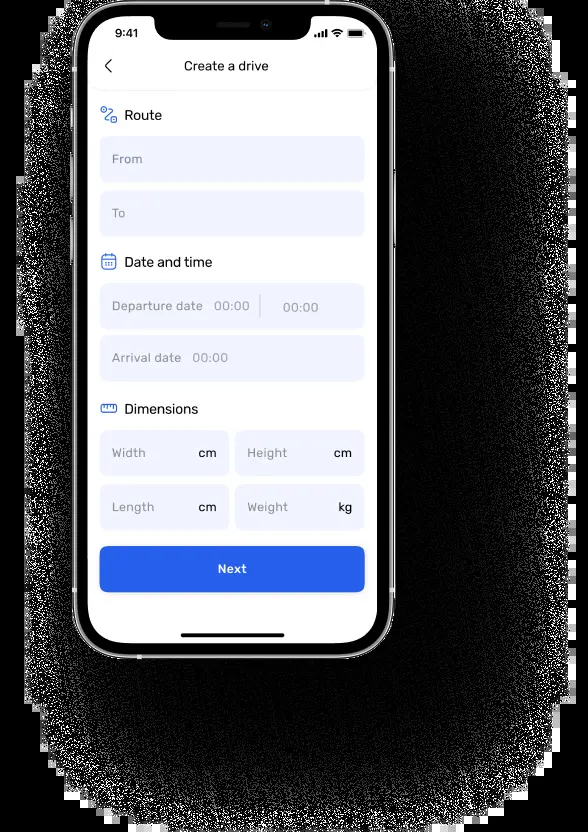 9:41
Create a drive
Route
From
To
Date and time
Departure date 00:00 00:00
Arrival date 00:00
Dimensions
Width cm Height cm
Length cm Weight kg
Next